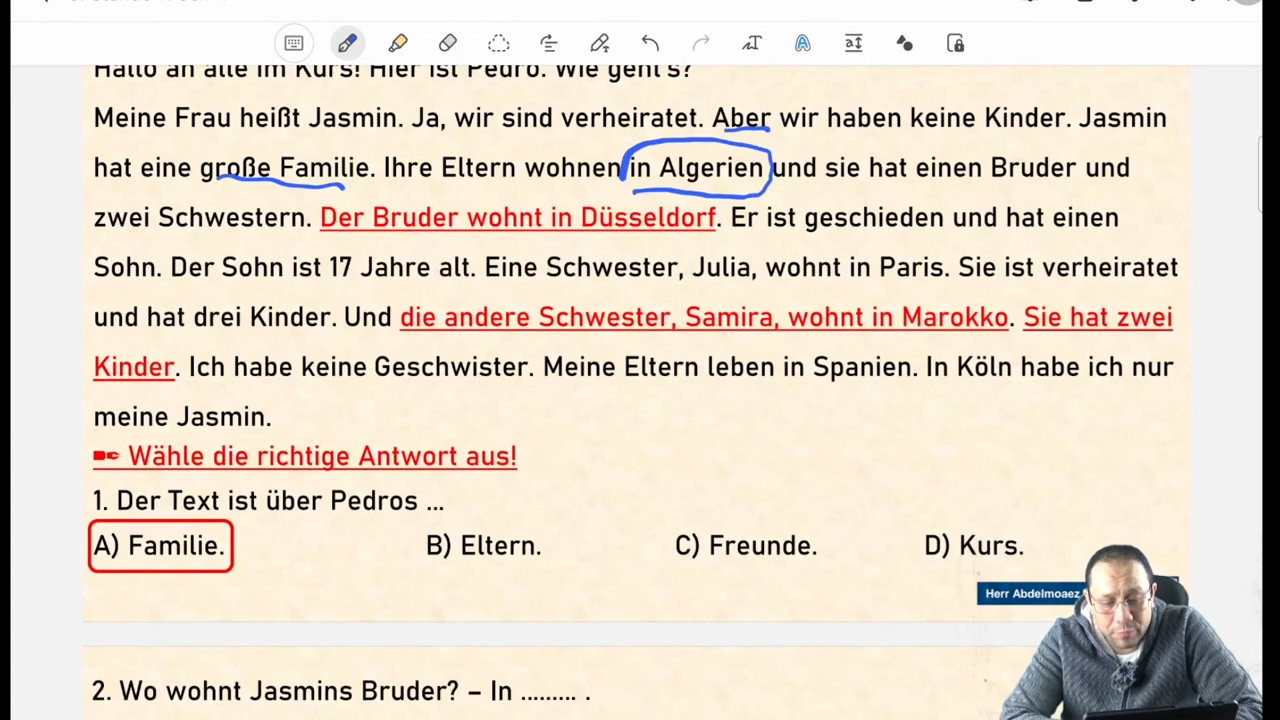 Hallo an alle im Kurs! Hier ist Pedro. Wie geht's?
Meine Frau heißt Jasmin. Ja, wir sind verheiratet. Aber wir haben keine Kinder. Jasmin
hat eine große Familie. Ihre Eltern wohnen in Algerien und sie hat einen Bruder und
zwei Schwestern. Der Bruder wohnt in Düsseldorf. Er ist geschieden und hat einen
Sohn. Der Sohn ist 17 Jahre alt. Eine Schwester, Julia, wohnt in Paris. Sie ist verheiratet
und hat drei Kinder. Und die andere Schwester, Samira, wohnt in Marokko. Sie hat zwei
Kinder. Ich habe keine Geschwister. Meine Eltern leben in Spanien. In Köln habe ich nur
meine Jasmin.
Wähle die richtige Antwort aus!
1. Der Text ist über Pedros ...
A) Familie. B) Eltern. C) Freunde. D) Kurs.
Herr Abdelmoaez
2. Wo wohnt Jasmins Bruder? – In ......... .